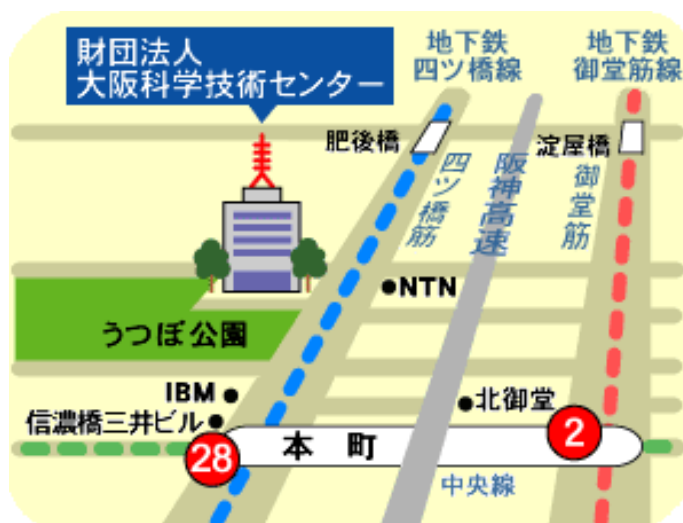 財団法人
大阪科学技術センター
地下鉄
四ツ橋線
地下鉄
御堂筋線
肥後橋
淀屋橋
四ツ橋筋
阪神高速
御堂筋
NTN
うつぼ公園
IBM
信濃橋三井ビル
北御堂
28
本町
2
中央線